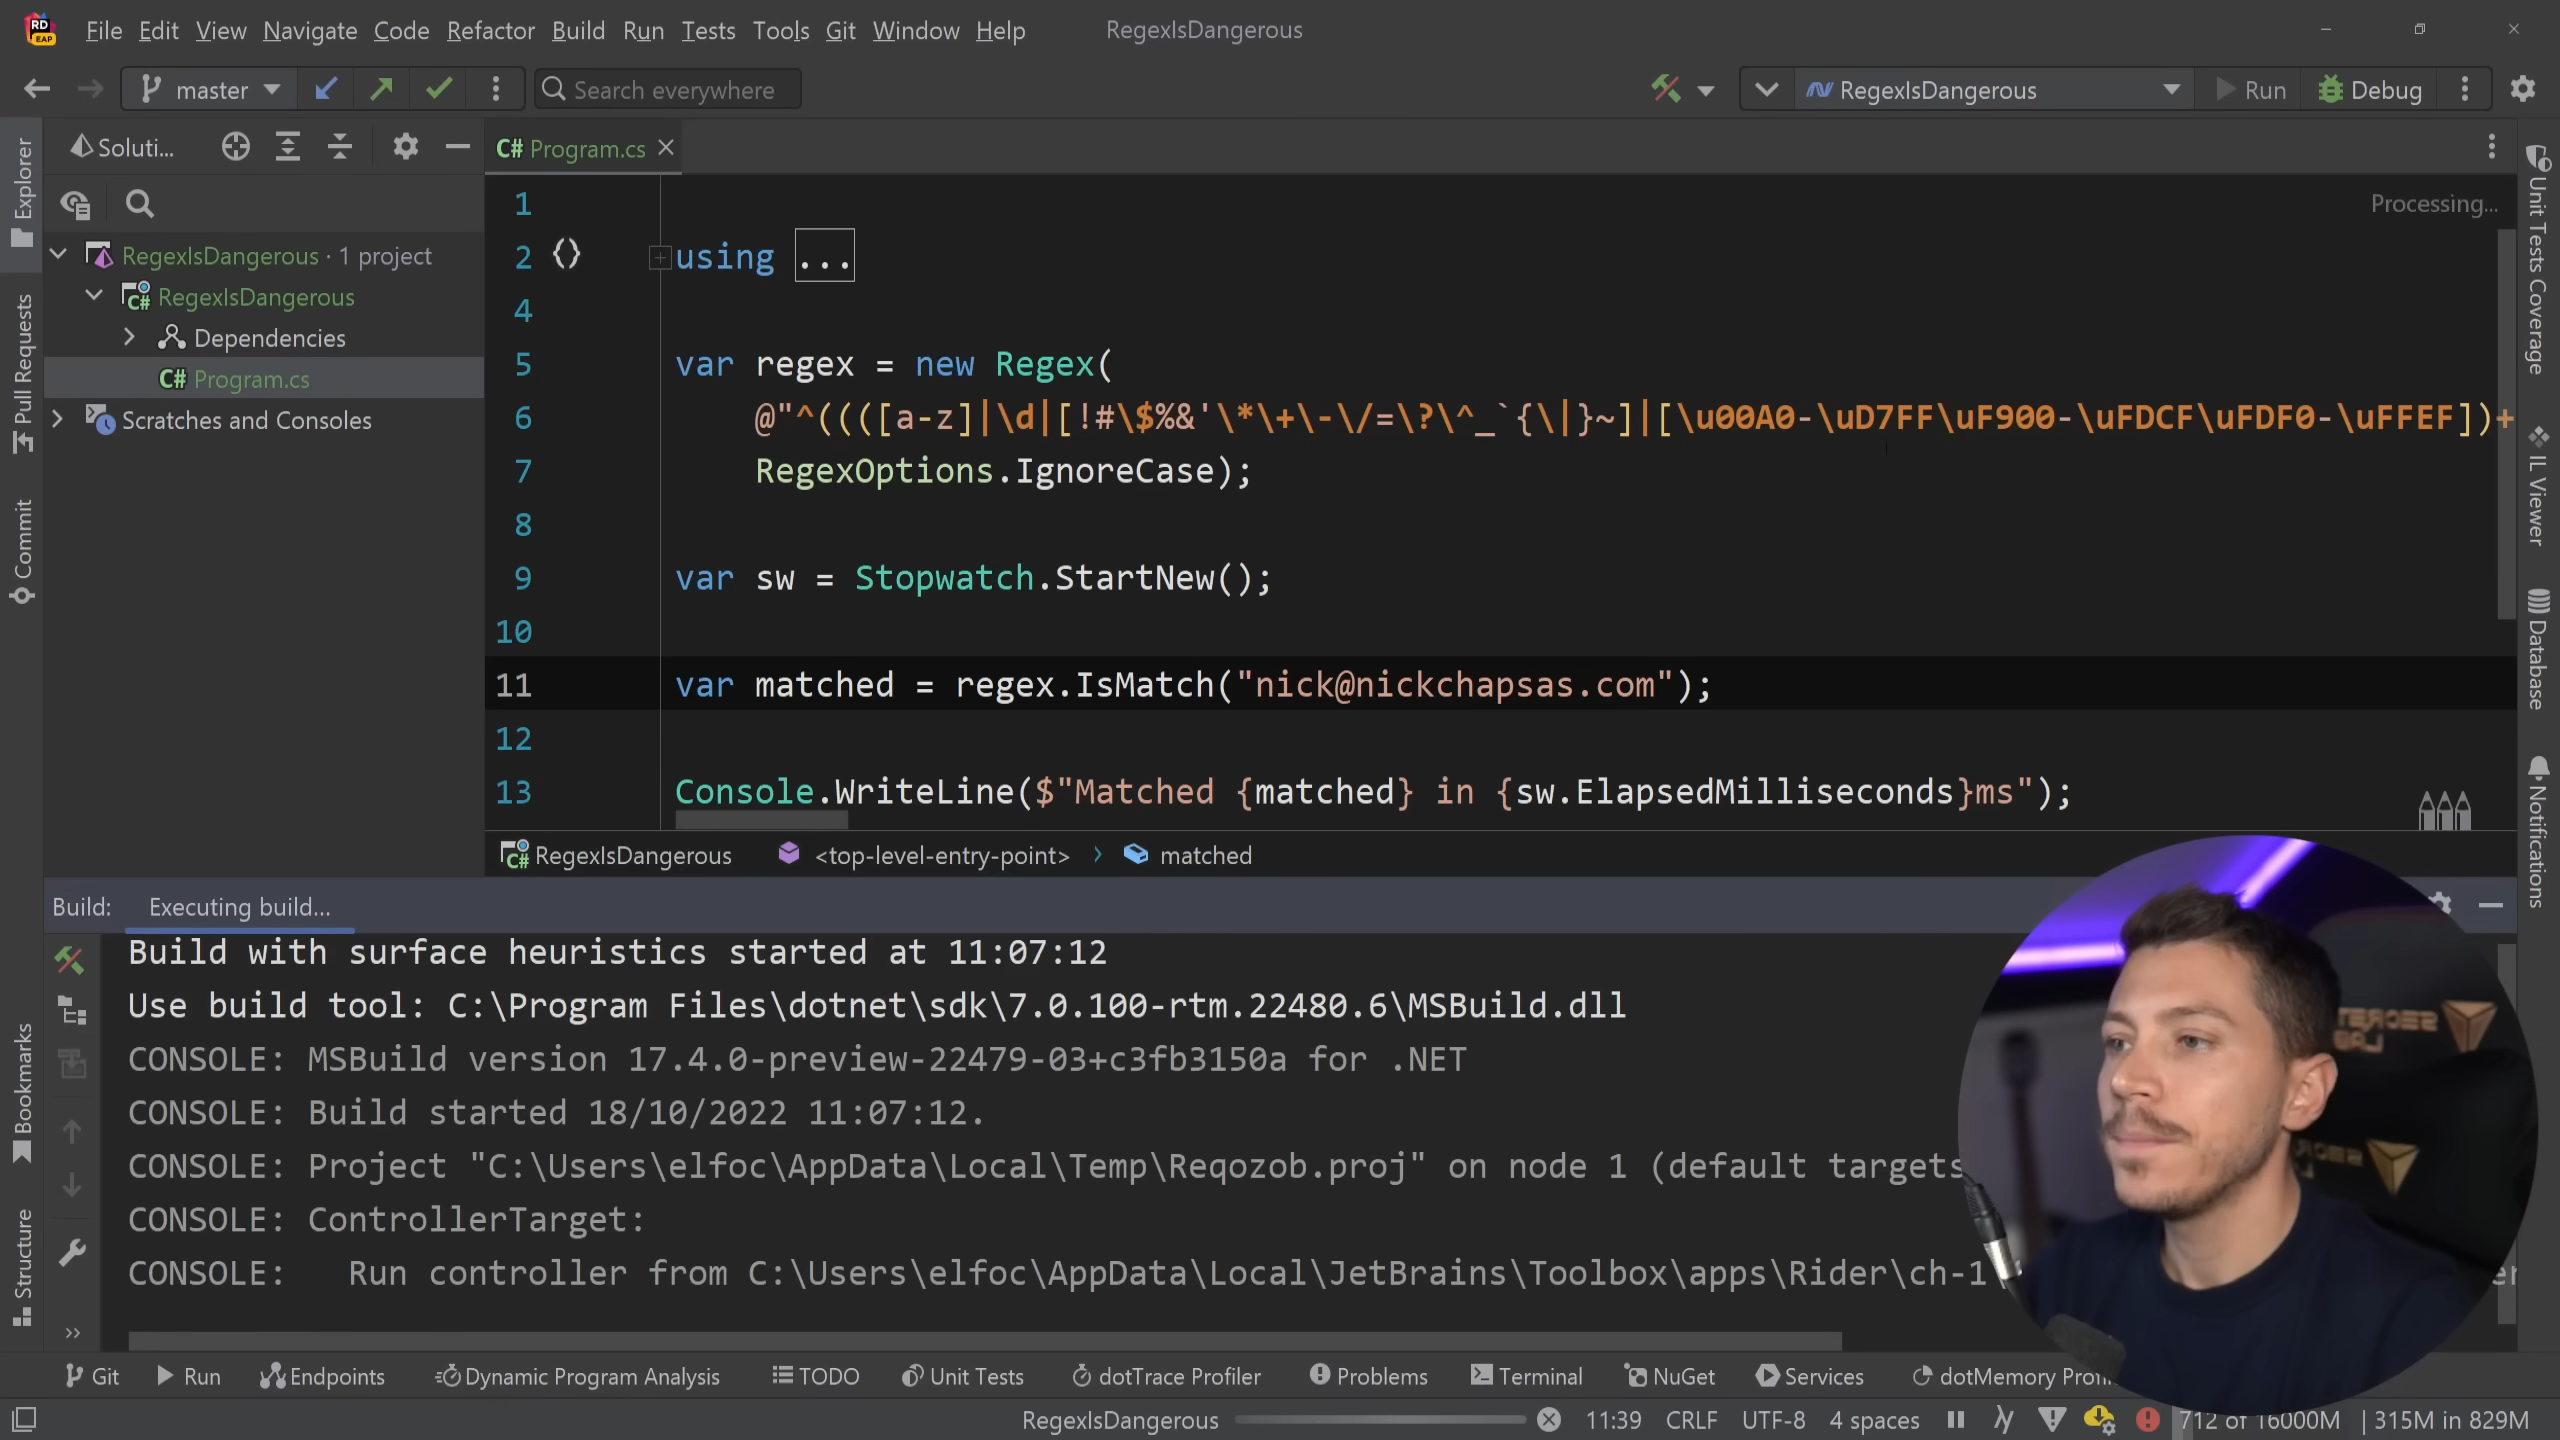 RD EAP File Edit View Navigate Code Refactor Build Run Tests Tools Git Window Help RegexIsDangerous
master Search everywhere RegexIsDangerous Run Debug
Explorer
Pull Requests
Commit
Bookmarks
Structure
Soluti...
RegexIsDangerous · 1 project
C# RegexIsDangerous
Dependencies
C# Program.cs
Scratches and Consoles
C# Program.cs
Processing...
1
2 using ...
4
5 var regex = new Regex(
6 @"^((([a-z]|\d|[!#\$%&'\*\+\-\/=\?\^_`{\|}~]|[\u00A0-\uD7FF\uF900-\uFDCF\uFDF0-\uFFEF])+
7 RegexOptions.IgnoreCase);
8
9 var sw = Stopwatch.StartNew();
10
11 var matched = regex.IsMatch("nick@nickchapsas.com");
12
13 Console.WriteLine($"Matched {matched} in {sw.ElapsedMilliseconds}ms");
C# RegexIsDangerous <top-level-entry-point> matched
Unit Tests Coverage
IL Viewer
Database
Notifications
Build: Executing build...
Build with surface heuristics started at 11:07:12
Use build tool: C:\Program Files\dotnet\sdk\7.0.100-rtm.22480.6\MSBuild.dll
CONSOLE: MSBuild version 17.4.0-preview-22479-03+c3fb3150a for .NET
CONSOLE: Build started 18/10/2022 11:07:12.
CONSOLE: Project "C:\Users\elfoc\AppData\Local\Temp\Reqozob.proj" on node 1 (default targets
CONSOLE: ControllerTarget:
CONSOLE: Run controller from C:\Users\elfoc\AppData\Local\JetBrains\Toolbox\apps\Rider\ch-1
Git Run Endpoints Dynamic Program Analysis TODO Unit Tests dotTrace Profiler Problems Terminal NuGet Services dotMemory
RegexIsDangerous 11:39 CRLF UTF-8 4 spaces 712 of 16000M 315M in 829M